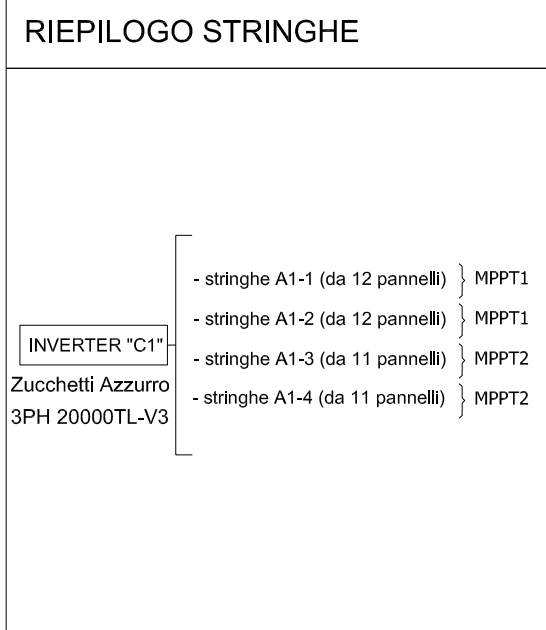 RIEPILOGO STRINGHE
- stringhe A1-1 (da 12 pannelli) } MPPT1
- stringhe A1-2 (da 12 pannelli) } MPPT1
INVERTER "C1"
- stringhe A1-3 (da 11 pannelli) } MPPT2
Zucchetti Azzurro
3PH 20000TL-V3
- stringhe A1-4 (da 11 pannelli) } MPPT2